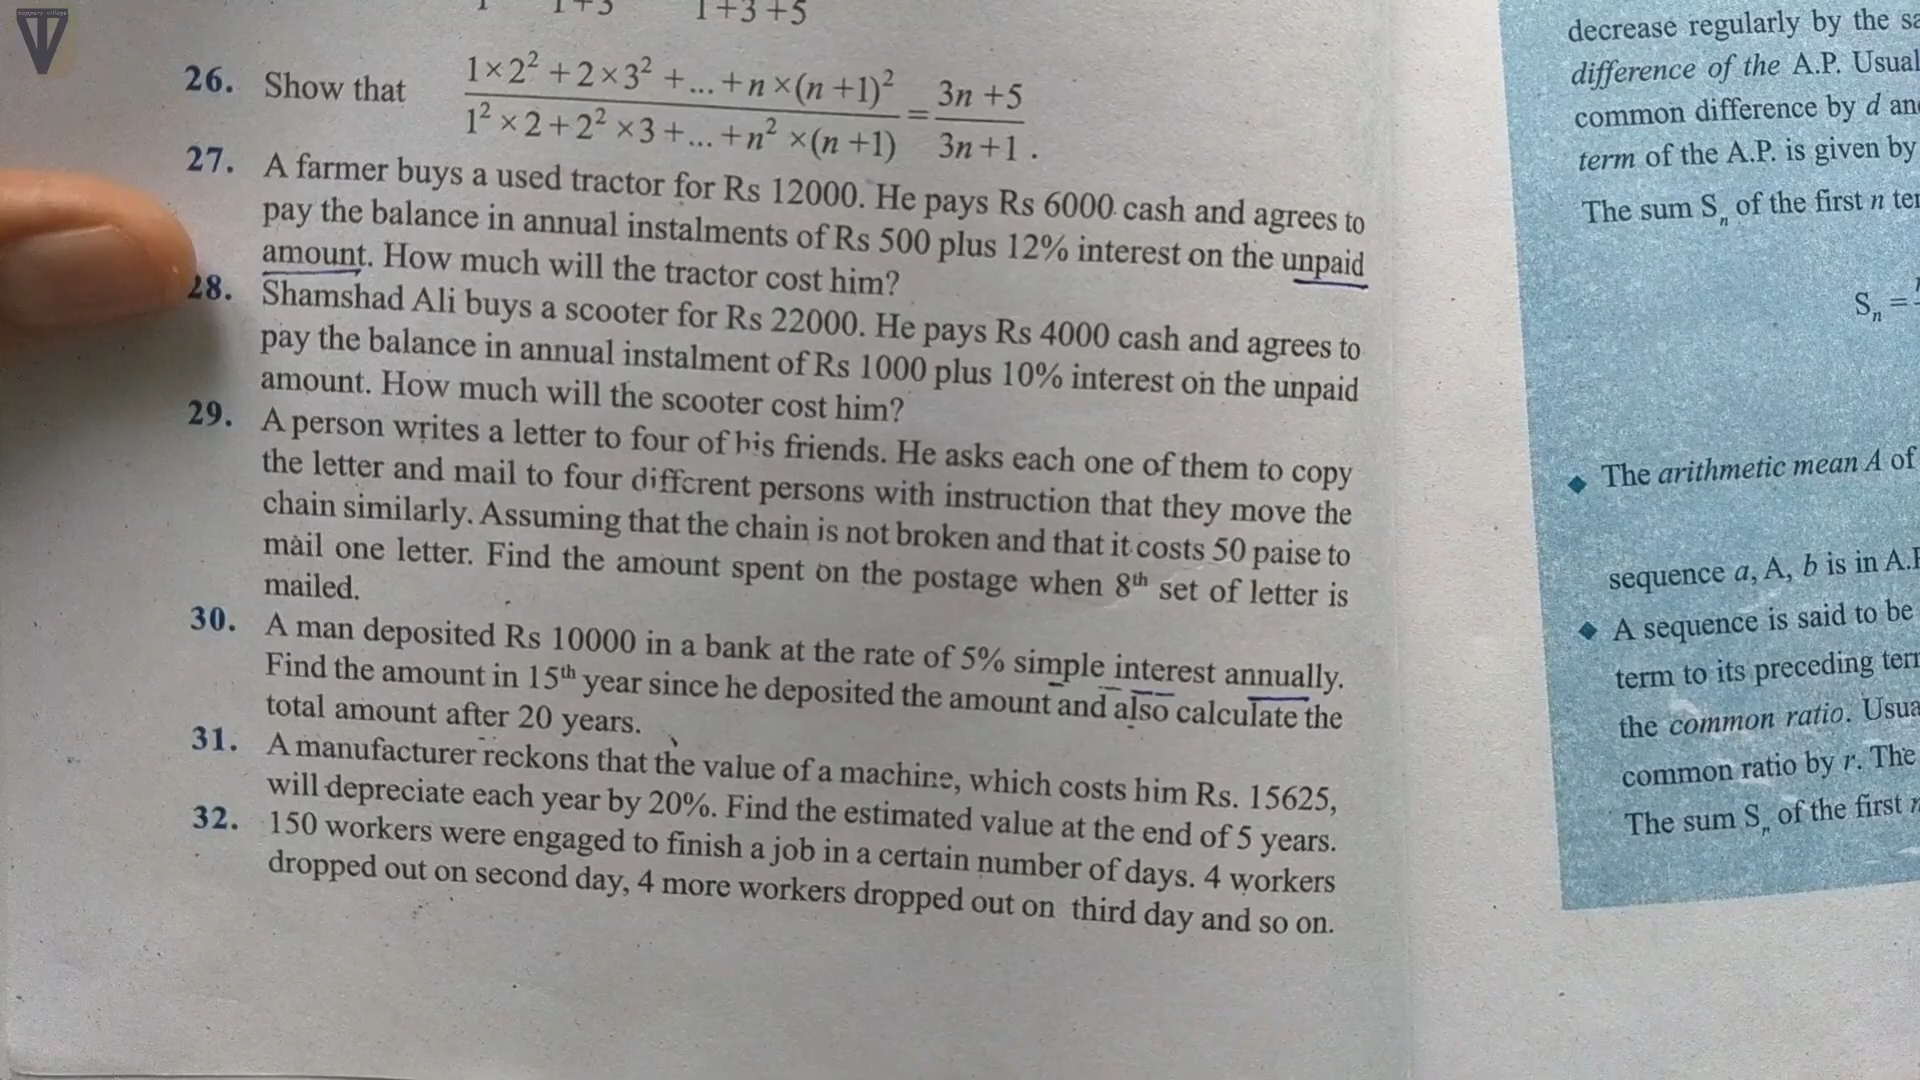 Toppers village
1 1+3 1+3+5
26. Show that 1×2² + 2×3² + ... + n×(n+1)² / 1²×2 + 2²×3 + ... + n²×(n+1) = 3n+5 / 3n+1 .
27. A farmer buys a used tractor for Rs 12000. He pays Rs 6000 cash and agrees to
pay the balance in annual instalments of Rs 500 plus 12% interest on the unpaid
amount. How much will the tractor cost him?
28. Shamshad Ali buys a scooter for Rs 22000. He pays Rs 4000 cash and agrees to
pay the balance in annual instalment of Rs 1000 plus 10% interest on the unpaid
amount. How much will the scooter cost him?
29. A person writes a letter to four of his friends. He asks each one of them to copy
the letter and mail to four different persons with instruction that they move the
chain similarly. Assuming that the chain is not broken and that it costs 50 paise to
mail one letter. Find the amount spent on the postage when 8th set of letter is
mailed.
30. A man deposited Rs 10000 in a bank at the rate of 5% simple interest annually.
Find the amount in 15th year since he deposited the amount and also calculate the
total amount after 20 years.
31. A manufacturer reckons that the value of a machine, which costs him Rs. 15625,
will depreciate each year by 20%. Find the estimated value at the end of 5 years.
32. 150 workers were engaged to finish a job in a certain number of days. 4 workers
dropped out on second day, 4 more workers dropped out on third day and so on.
decrease regularly by the
difference of the A.P. Usual
common difference by d
term of the A.P. is given by
The sum Sn of the first n
Sn =
◆ The arithmetic mean A of
sequence a, A, b is in
◆ A sequence is said to be
term to its preceding
the common ratio.
common ratio by r. The
The sum Sn of the first